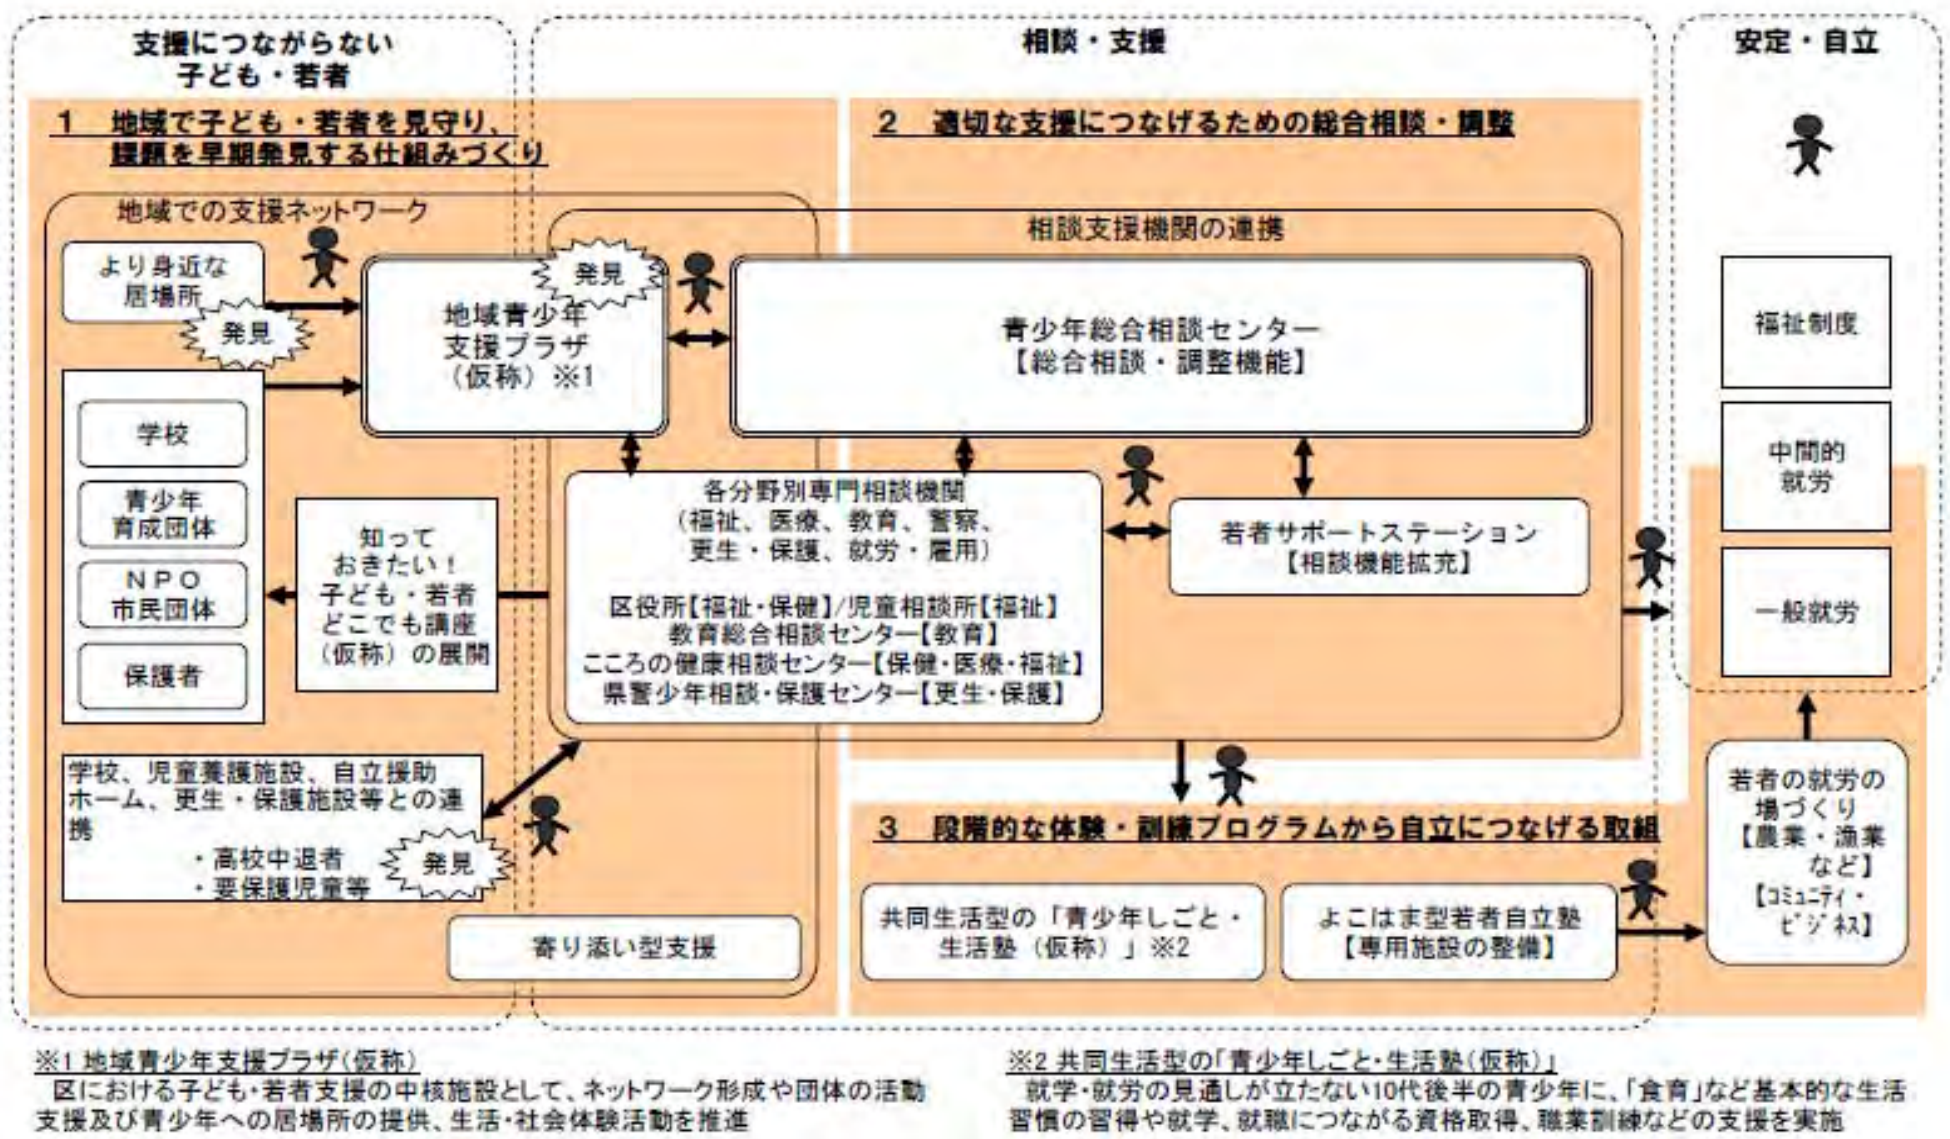 支援につながらない
子ども・若者
相談・支援
安定・自立
1 地域で子ども・若者を見守り、
課題を早期発見する仕組みづくり
2 適切な支援につなげるための総合相談・調整
地域での支援ネットワーク
相談支援機関の連携
より身近な
居場所
発見
発見
地域青少年
支援プラザ
(仮称)※1
青少年総合相談センター
【総合相談・調整機能】
学校
青少年
育成団体
NPO
市民団体
保護者
知って
おきたい!
子ども・若者
どこでも講座
(仮称)の展開
各分野別専門相談機関
(福祉、医療、教育、警察、
更生・保護、就労・雇用)
区役所【福祉・保健】/児童相談所【福祉】
教育総合相談センター【教育】
こころの健康相談センター【保健・医療・福祉】
県警少年相談・保護センター【更生・保護】
若者サポートステーション
【相談機能拡充】
福祉制度
中間的
就労
一般就労
学校、児童養護施設、自立援助
ホーム、更生・保護施設等との連
携
・高校中退者
・要保護児童等
発見
寄り添い型支援
3 段階的な体験・訓練プログラムから自立につなげる取組
共同生活型の「青少年しごと・
生活塾(仮称)」※2
よこはま型若者自立塾
【専用施設の整備】
若者の就労の
場づくり
【農業・漁業
など】
【コミュニティ・
ビジネス】
※1 地域青少年支援プラザ(仮称)
区における子ども・若者支援の中核施設として、ネットワーク形成や団体の活動
支援及び青少年への居場所の提供、生活・社会体験活動を推進
※2 共同生活型の「青少年しごと・生活塾(仮称)」
就学・就労の見通しが立たない10代後半の青少年に、「食育」など基本的な生活
習慣の習得や就学、就職につながる資格取得、職業訓練などの支援を実施